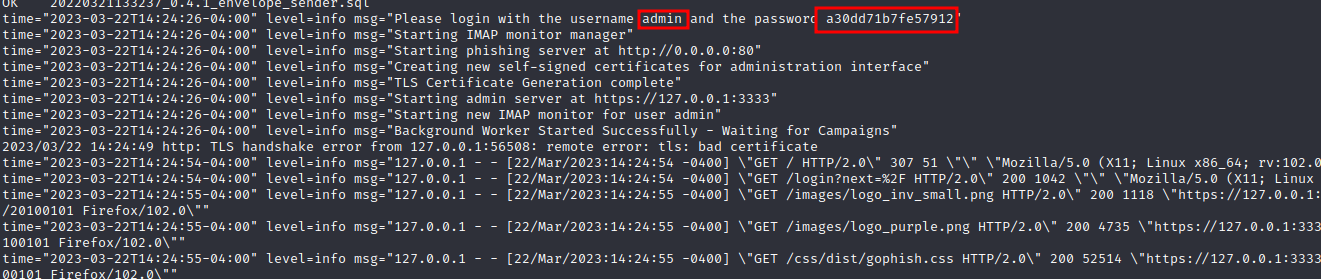 OK    20220321133237_0.4.1_envelope_sender.sql
time="2023-03-22T14:24:26-04:00" level=info msg="Please login with the username admin and the password a30dd71b7fe57912"
time="2023-03-22T14:24:26-04:00" level=info msg="Starting IMAP monitor manager"
time="2023-03-22T14:24:26-04:00" level=info msg="Starting phishing server at http://0.0.0.0:80"
time="2023-03-22T14:24:26-04:00" level=info msg="Creating new self-signed certificates for administration interface"
time="2023-03-22T14:24:26-04:00" level=info msg="TLS Certificate Generation complete"
time="2023-03-22T14:24:26-04:00" level=info msg="Starting admin server at https://127.0.0.1:3333"
time="2023-03-22T14:24:26-04:00" level=info msg="Starting new IMAP monitor for user admin"
time="2023-03-22T14:24:26-04:00" level=info msg="Background Worker Started Successfully - Waiting for Campaigns"
2023/03/22 14:24:49 http: TLS handshake error from 127.0.0.1:56508: remote error: tls: bad certificate
time="2023-03-22T14:24:54-04:00" level=info msg="127.0.0.1 - - [22/Mar/2023:14:24:54 -0400] \"GET / HTTP/2.0\" 307 51 \"\" \"Mozilla/5.0 (X11; Linux x86_64; rv:102.0
time="2023-03-22T14:24:54-04:00" level=info msg="127.0.0.1 - - [22/Mar/2023:14:24:54 -0400] \"GET /login?next=%2F HTTP/2.0\" 200 1042 \"\" \"Mozilla/5.0 (X11; Linux
time="2023-03-22T14:24:55-04:00" level=info msg="127.0.0.1 - - [22/Mar/2023:14:24:55 -0400] \"GET /images/logo_inv_small.png HTTP/2.0\" 200 1118 \"https://127.0.0.1:
/20100101 Firefox/102.0\""
time="2023-03-22T14:24:55-04:00" level=info msg="127.0.0.1 - - [22/Mar/2023:14:24:55 -0400] \"GET /images/logo_purple.png HTTP/2.0\" 200 4735 \"https://127.0.0.1:333
100101 Firefox/102.0\""
time="2023-03-22T14:24:55-04:00" level=info msg="127.0.0.1 - - [22/Mar/2023:14:24:55 -0400] \"GET /css/dist/gophish.css HTTP/2.0\" 200 52514 \"https://127.0.0.1:3333
00101 Firefox/102.0\""